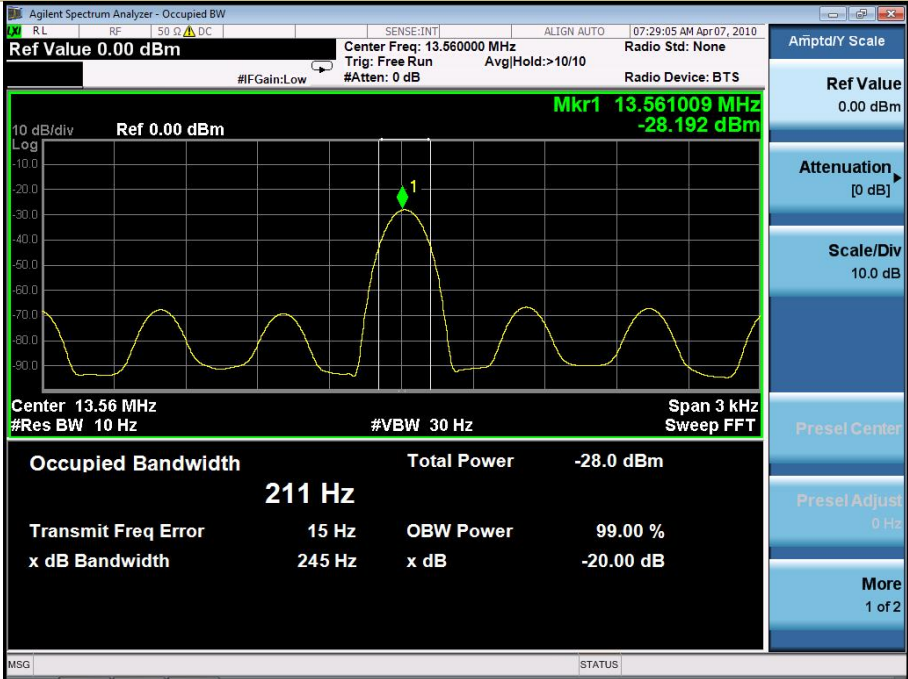 Agilent Spectrum Analyzer - Occupied BW
LXI RL RF 50 Ω DC SENSE:INT ALIGN AUTO 07:29:05 AM Apr 07, 2010
Ref Value 0.00 dBm Center Freq: 13.560000 MHz Radio Std: None
Trig: Free Run Avg|Hold:>10/10
#IFGain:Low #Atten: 0 dB Radio Device: BTS
Mkr1 13.561009 MHz
-28.192 dBm
10 dB/div Ref 0.00 dBm
Log
-10.0
-20.0
1
-30.0
-40.0
-50.0
-60.0
-70.0
-80.0
-90.0
Center 13.56 MHz Span 3 kHz
#Res BW 10 Hz #VBW 30 Hz Sweep FFT
Occupied Bandwidth Total Power -28.0 dBm
211 Hz
Transmit Freq Error 15 Hz OBW Power 99.00 %
x dB Bandwidth 245 Hz x dB -20.00 dB
MSG STATUS
Amptd/Y Scale
Ref Value
0.00 dBm
Attenuation
[0 dB]
Scale/Div
10.0 dB
Presel Center
Presel Adjust
0 Hz
More
1 of 2